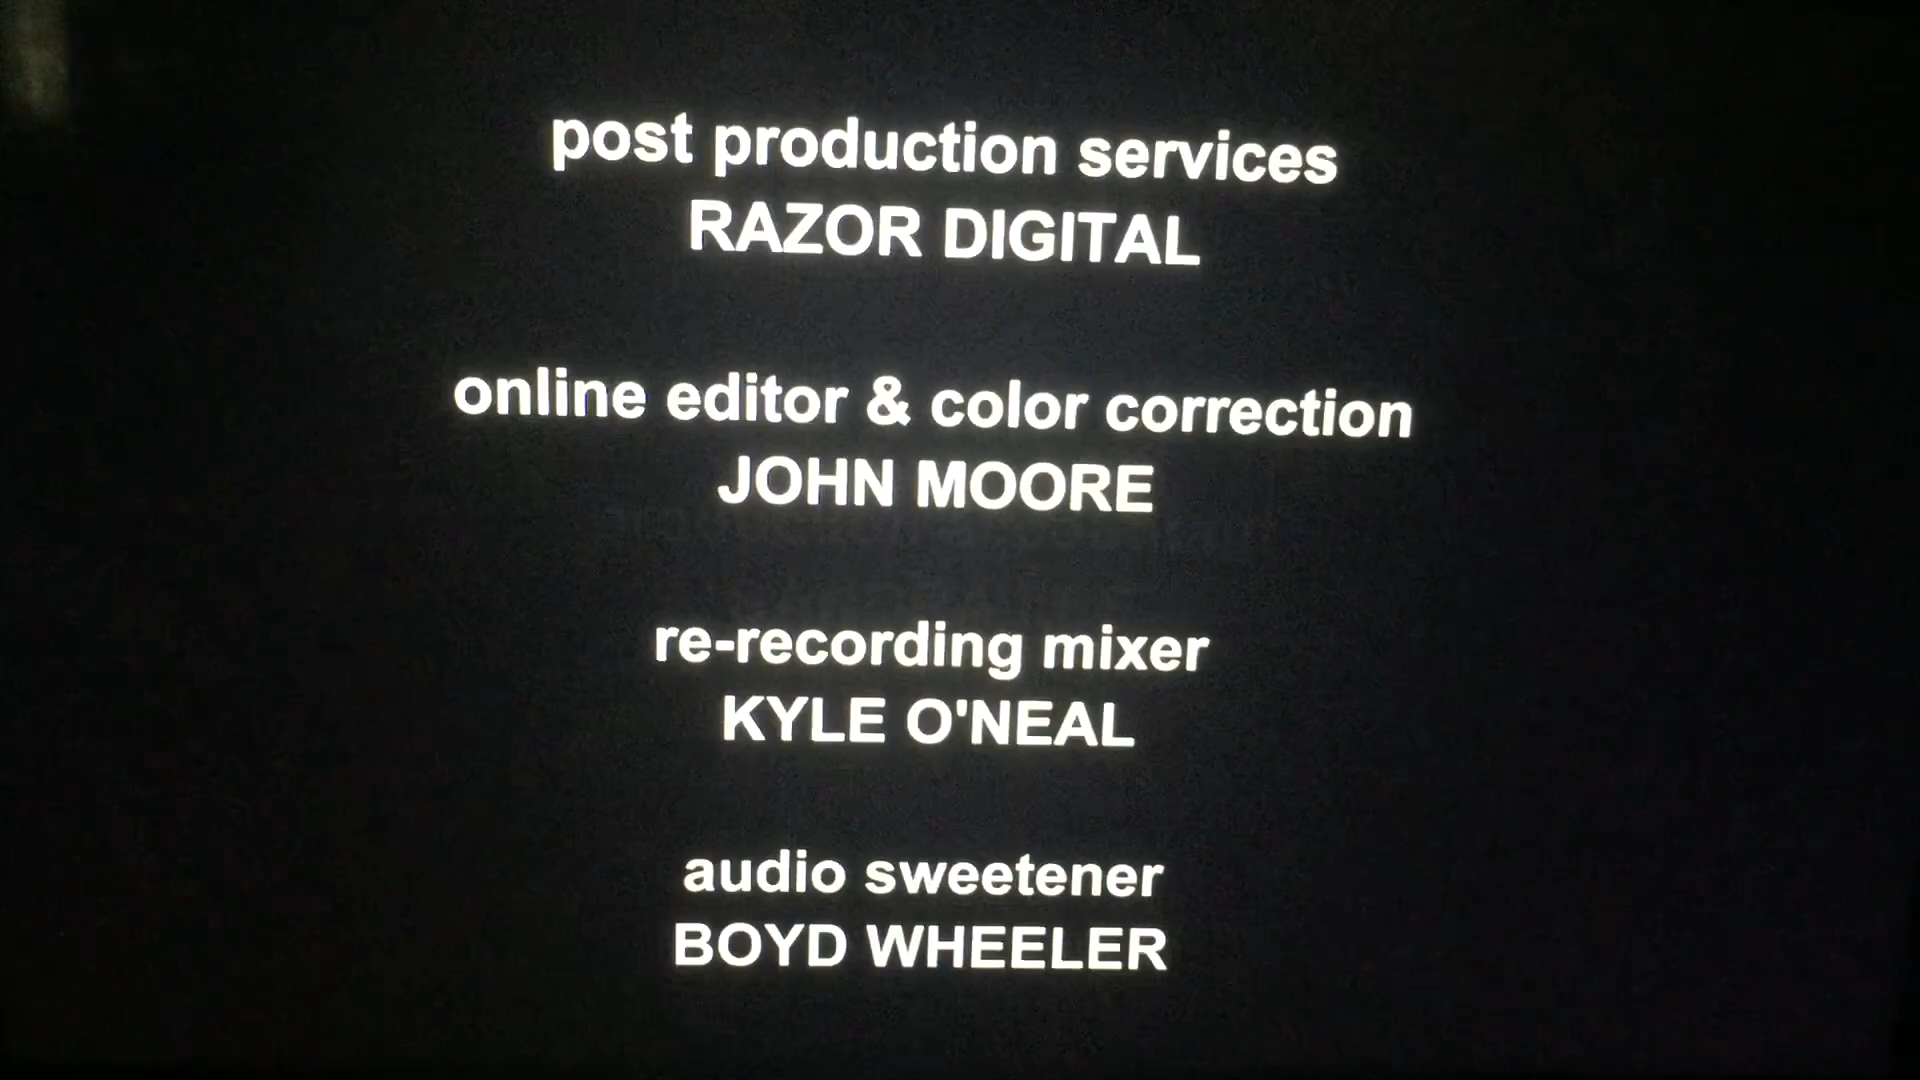 post production services
RAZOR DIGITAL
online editor & color correction
JOHN MOORE
re-recording mixer
KYLE O'NEAL
audio sweetener
BOYD WHEELER